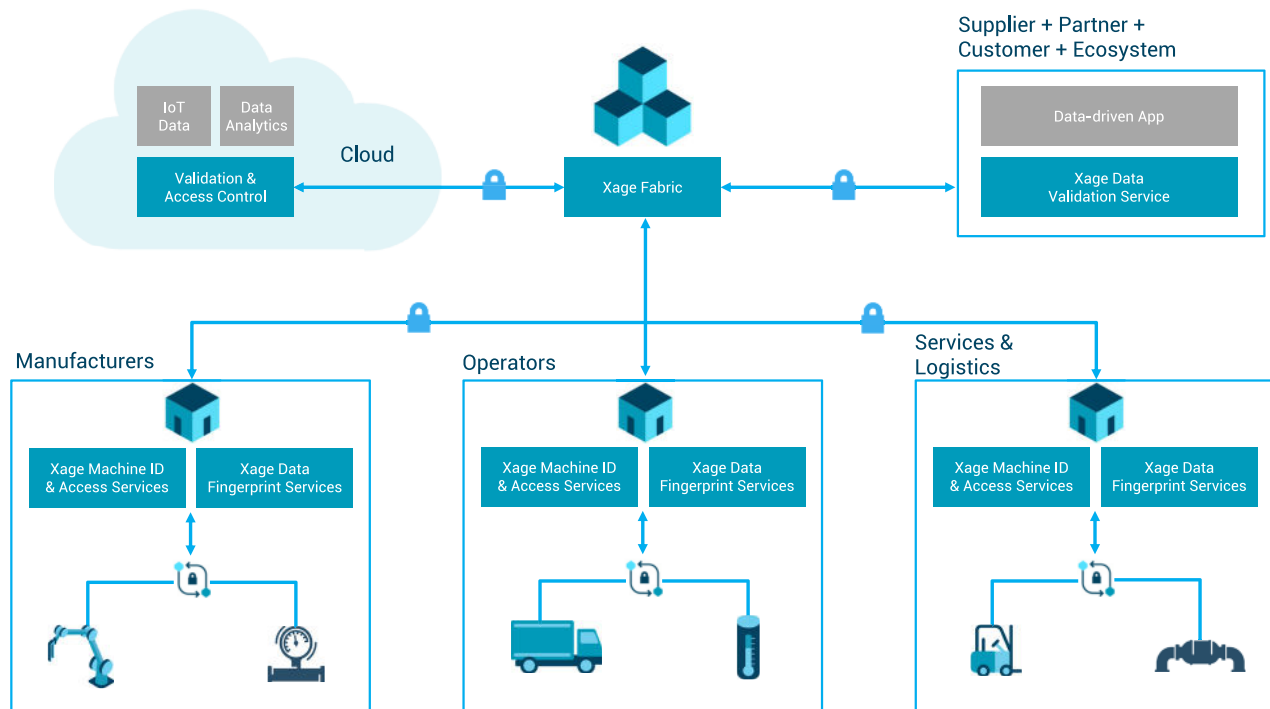 Supplier + Partner +
Customer + Ecosystem
IoT
Data
Data
Analytics
Data-driven App
Cloud
Validation &
Access Control
Xage Fabric
Xage Data
Validation Service
Manufacturers
Operators
Services &
Logistics
Xage Machine ID
& Access Services
Xage Data
Fingerprint Services
Xage Machine ID
& Access Services
Xage Data
Fingerprint Services
Xage Machine ID
& Access Services
Xage Data
Fingerprint Services